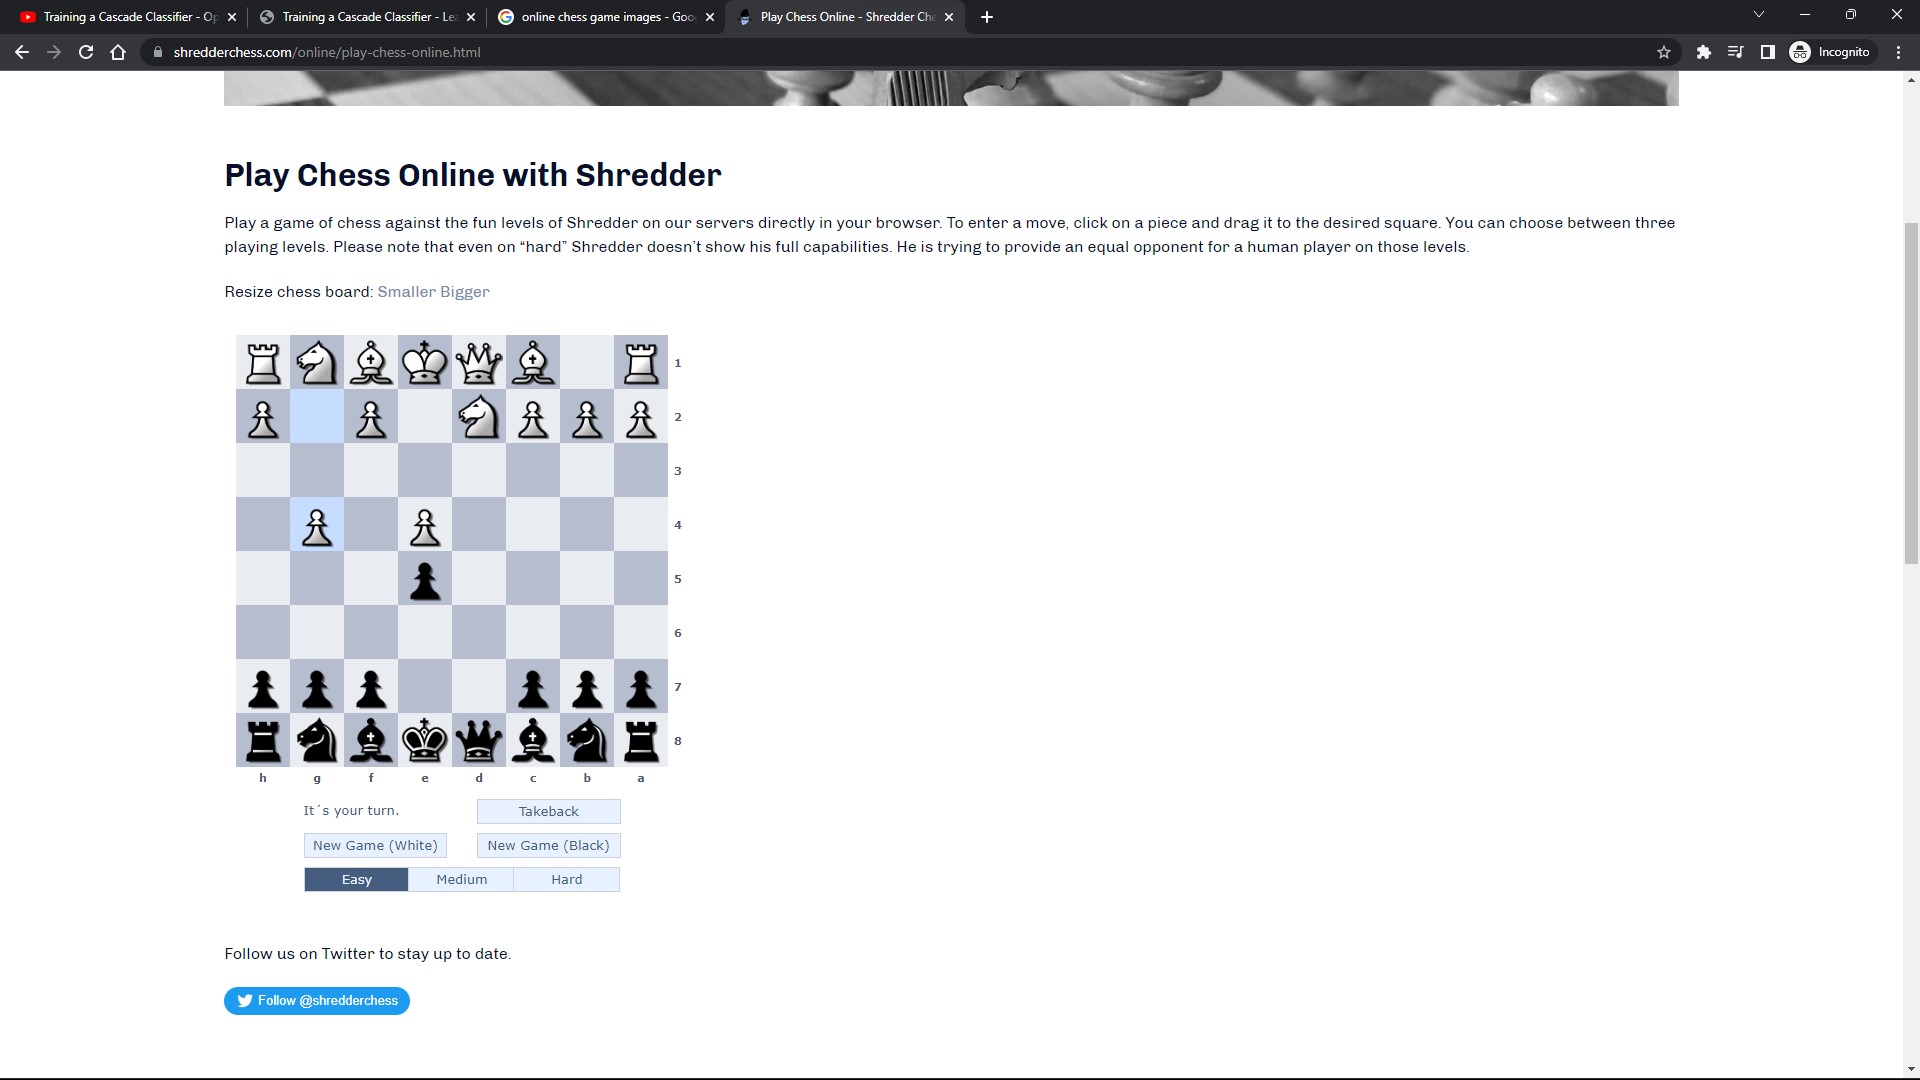 Training a Cascade Classifier - Op
Training a Cascade Classifier - Lea
online chess game images - Goo
Play Chess Online - Shredder Che
shredderchess.com/online/play-chess-online.html
Incognito
Play Chess Online with Shredder
Play a game of chess against the fun levels of Shredder on our servers directly in your browser. To enter a move, click on a piece and drag it to the desired square. You can choose between three
playing levels. Please note that even on “hard” Shredder doesn’t show his full capabilities. He is trying to provide an equal opponent for a human player on those levels.
Resize chess board: Smaller Bigger
1
2
3
4
5
6
7
8
h g f e d c b a
It´s your turn.
Takeback
New Game (White)
New Game (Black)
Easy Medium Hard
Follow us on Twitter to stay up to date.
Follow @shredderchess